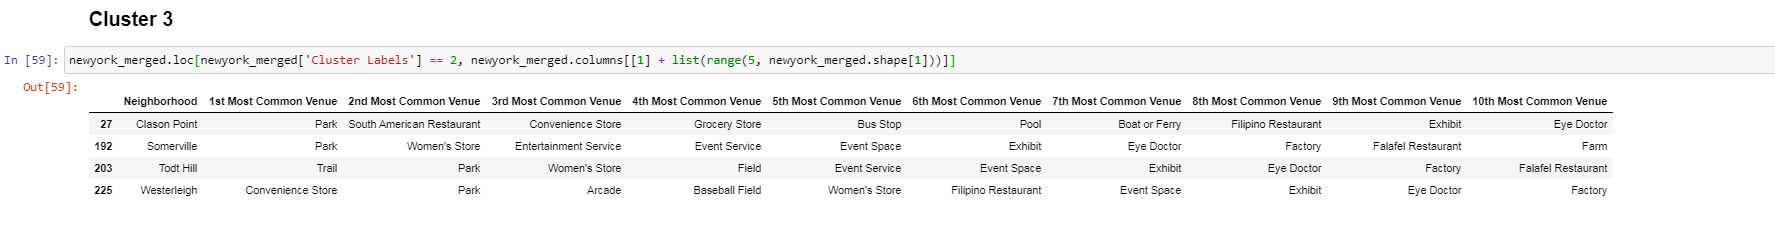 Cluster 3
In [59]: newyork_merged.loc[newyork_merged['Cluster Labels'] == 2, newyork_merged.columns[[1] + list(range(5, newyork_merged.shape[1]))]]
Out[59]:
Neighborhood 1st Most Common Venue 2nd Most Common Venue 3rd Most Common Venue 4th Most Common Venue 5th Most Common Venue 6th Most Common Venue 7th Most Common Venue 8th Most Common Venue 9th Most Common Venue 10th Most Common Venue
27 Clason Point Park South American Restaurant Convenience Store Grocery Store Bus Stop Pool Boat or Ferry Filipino Restaurant Exhibit Eye Doctor
192 Somerville Park Women's Store Entertainment Service Event Service Event Space Exhibit Eye Doctor Factory Falafel Restaurant Farm
203 Todt Hill Trail Park Women's Store Field Event Service Event Space Exhibit Eye Doctor Factory Falafel Restaurant
225 Westerleigh Convenience Store Park Arcade Baseball Field Women's Store Filipino Restaurant Event Space Exhibit Eye Doctor Factory